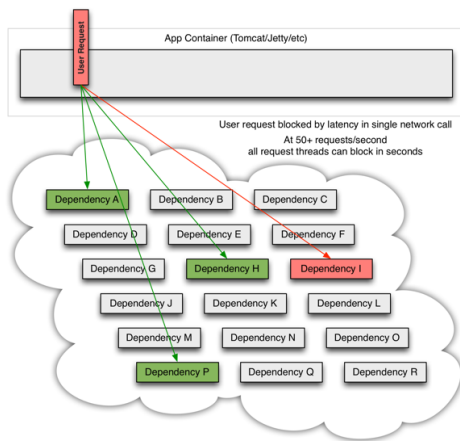 User Request
App Container (Tomcat/Jetty/etc)
User request blocked by latency in single network call
At 50+ requests/second
all request threads can block in seconds
Dependency A
Dependency B
Dependency C
Dependency D
Dependency E
Dependency F
Dependency G
Dependency H
Dependency I
Dependency J
Dependency K
Dependency L
Dependency M
Dependency N
Dependency O
Dependency P
Dependency Q
Dependency R